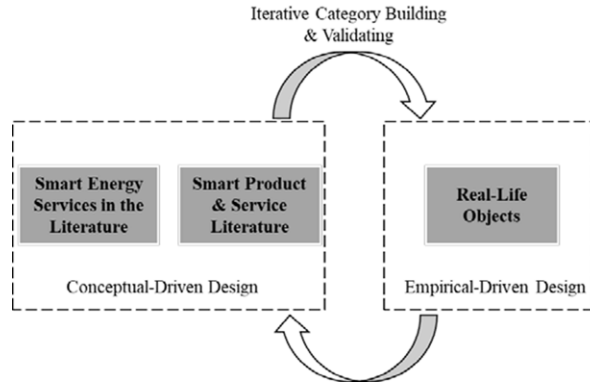 Iterative Category Building
& Validating
Smart Energy
Services in the
Literature
Smart Product
& Service
Literature
Conceptual-Driven Design
Real-Life
Objects
Empirical-Driven Design